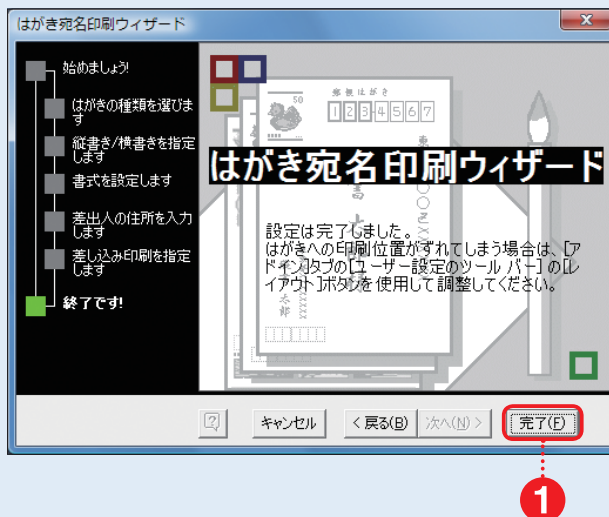 はがき宛名印刷ウィザード
始めましょう!
はがきの種類を選びま
す
縦書き/横書きを指定
します
書式を設定します
差出人の住所を入力
します
差し込み印刷を指定
します
終了です!
50
郵便はがき
1234567
はがき宛名印刷ウィザード
設定は完了しました。
はがきへの印刷位置がずれてしまう場合は、[ア
ドイン]タブの[ユーザー設定のツール バー] の[レ
イアウト]ボタンを使用して調整してください。
キャンセル
< 戻る(B)
次へ(N) >
完了(F)
1